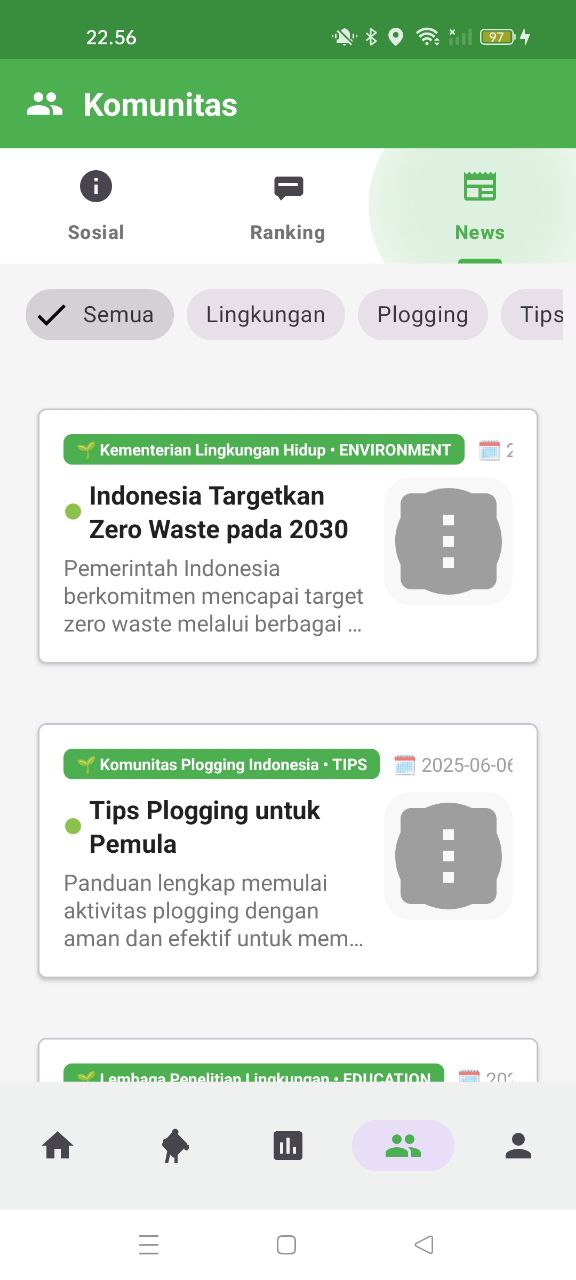 22.56
97
Komunitas
Sosial
Ranking
News
Semua
Lingkungan
Plogging
Tips
🌱 Kementerian Lingkungan Hidup • ENVIRONMENT
Indonesia Targetkan
Zero Waste pada 2030
Pemerintah Indonesia
berkomitmen mencapai target
zero waste melalui berbagai ...
🌱 Komunitas Plogging Indonesia • TIPS
2025-06-06
Tips Plogging untuk
Pemula
Panduan lengkap memulai
aktivitas plogging dengan
aman dan efektif untuk mem...
🌱 Lembaga Penelitian Lingkungan • EDUCATION